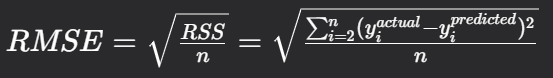 RMSE = √(RSS/n) = √(∑_{i=2}^{n}(y_i^{actual} − y_i^{predicted})²/n)